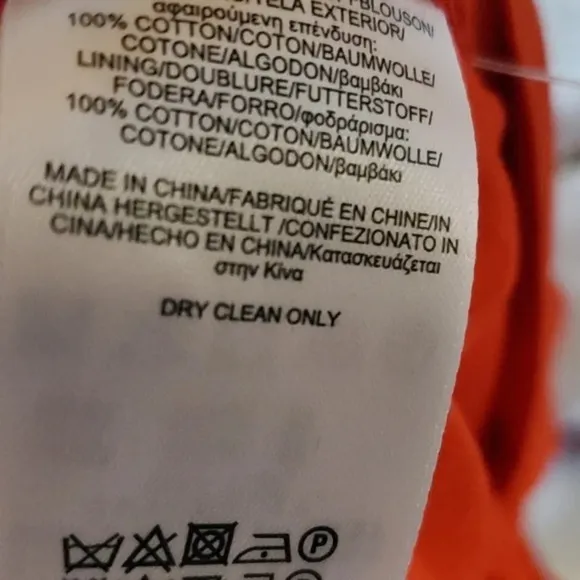 BLOUSON/
TELA EXTERIOR/
αφαιρούμενη επένδυση:
100% COTTON/COTON/BAUMWOLLE/
COTONE/ALGODON/βαμβάκι
LINING/DOUBLURE/FUTTERSTOFF/
FODERA/FORRO/φοδράρισμα:
100% COTTON/COTON/BAUMWOLLE/
COTONE/ALGODON/βαμβάκι
MADE IN CHINA/FABRIQUÉ EN CHINE/IN
CHINA HERGESTELLT /CONFEZIONATO IN
CINA/HECHO EN CHINA/Κατασκευάζεται
στην Κίνα
DRY CLEAN ONLY
P